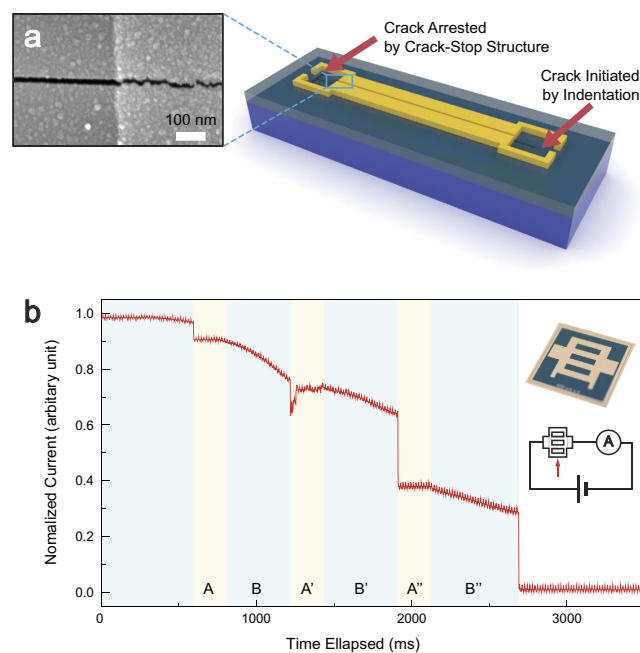 a
100 nm
Crack Arrested
by Crack-Stop Structure
Crack Initiated
by Indentation
b
Nomalized Current (arbitary unit)
1.0
0.8
0.6
0.4
0.2
0.0
A
B
A'
B'
A''
B''
A
0
1000
2000
3000
Time Ellapsed (ms)